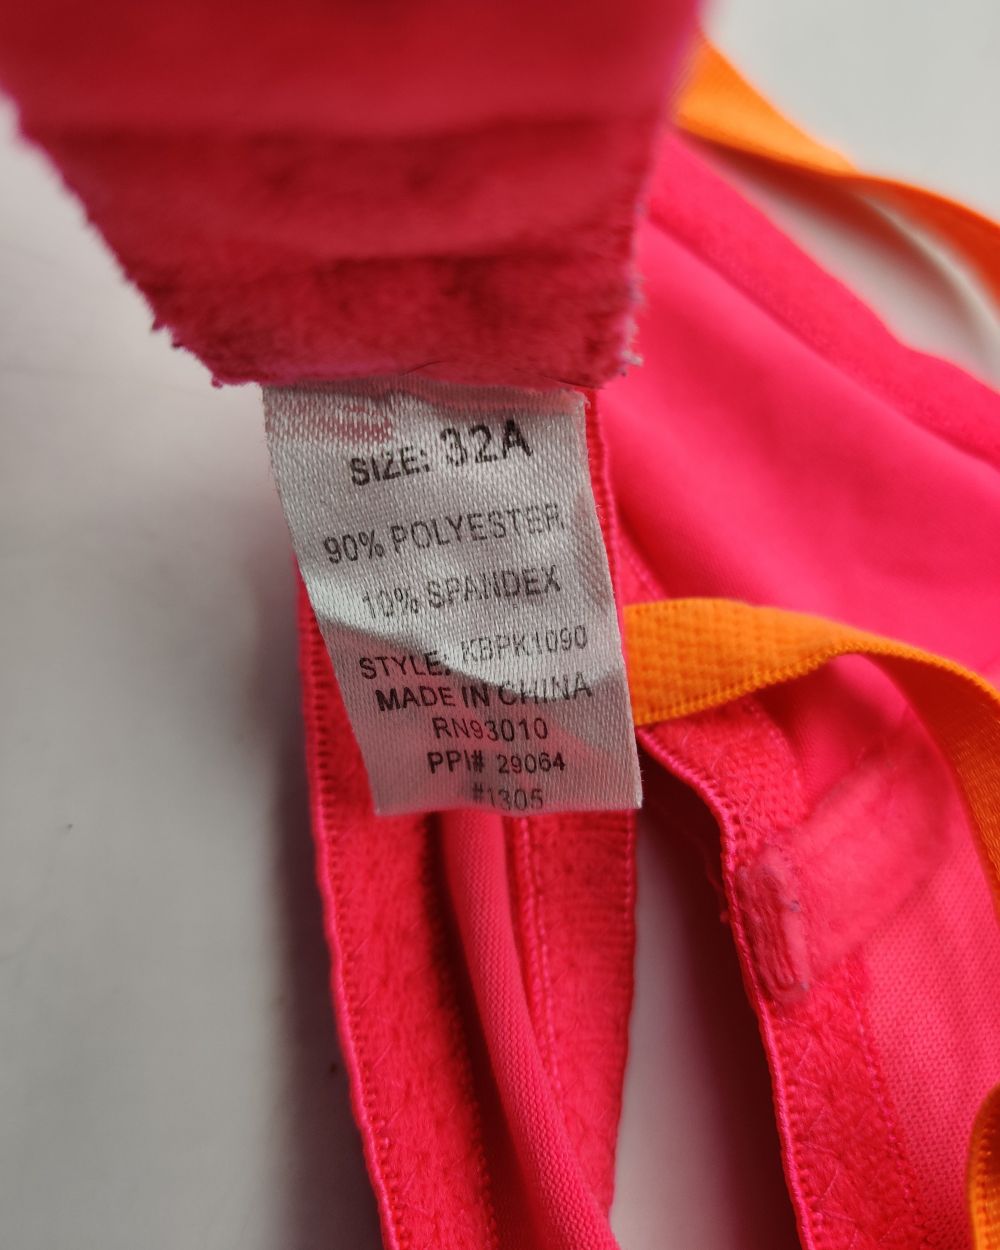 SIZE: 32A
90% POLYESTER
10% SPANDEX
STYLE: KBPK1090
MADE IN CHINA
RN93010
PPI# 29064
#1305